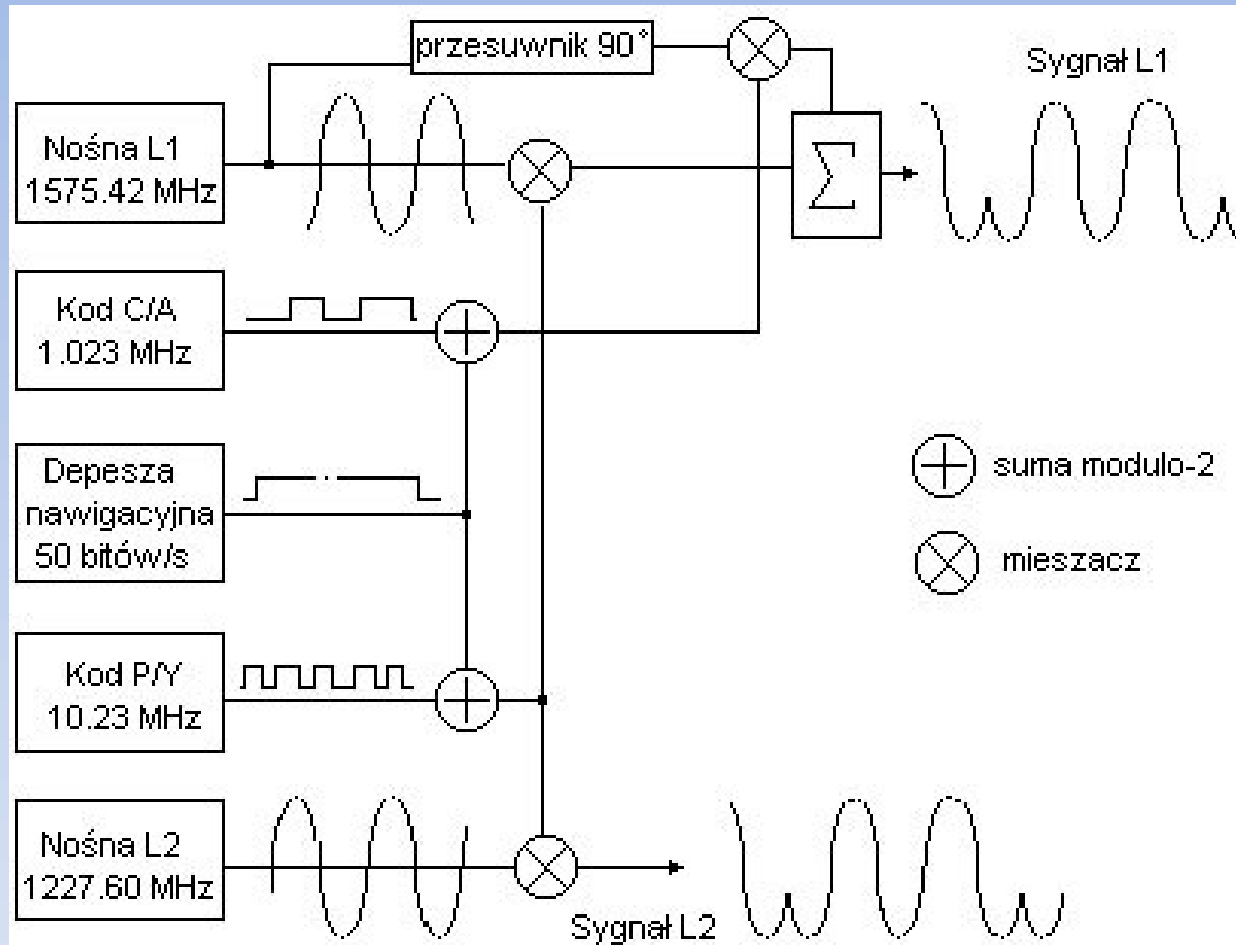 przesuwnik 90°
Sygnał L1
Nośna L1
1575.42 MHz
Σ
Kod C/A
1.023 MHz
Depesza
nawigacyjna
50 bitów/s
suma modulo-2
mieszacz
Kod P/Y
10.23 MHz
Nośna L2
1227.60 MHz
Sygnał L2